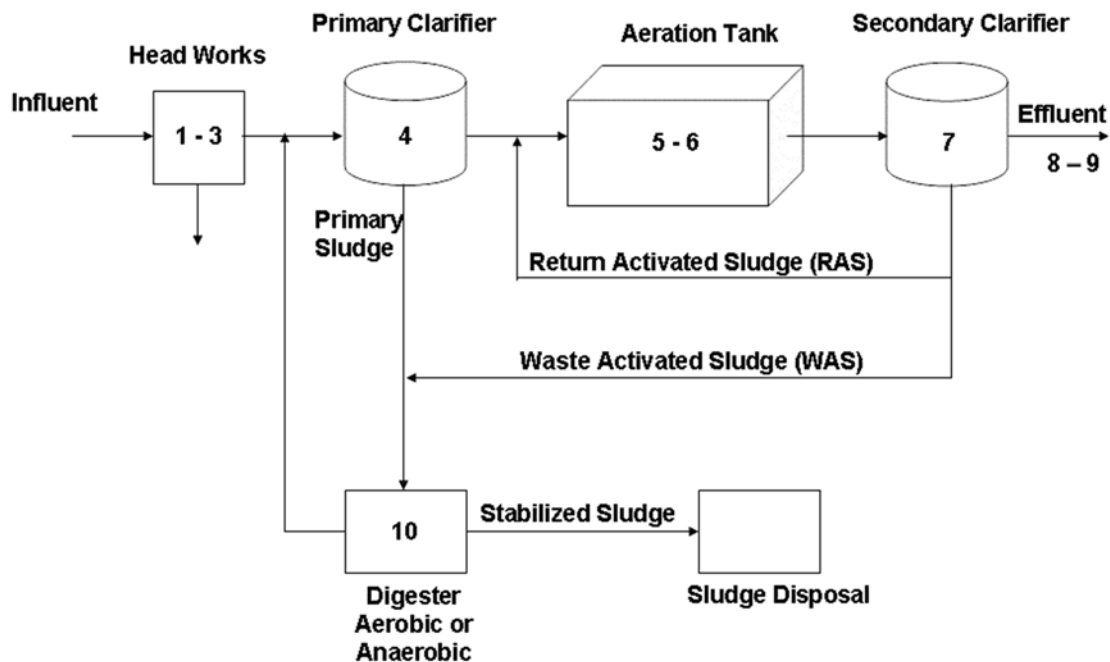 Primary Clarifier
Aeration Tank
Secondary Clarifier
Head Works
Influent
Effluent
1 - 3
4
5 - 6
7
8 – 9
Primary
Sludge
Return Activated Sludge (RAS)
Waste Activated Sludge (WAS)
Stabilized Sludge
10
Sludge Disposal
Digester
Aerobic or
Anaerobic